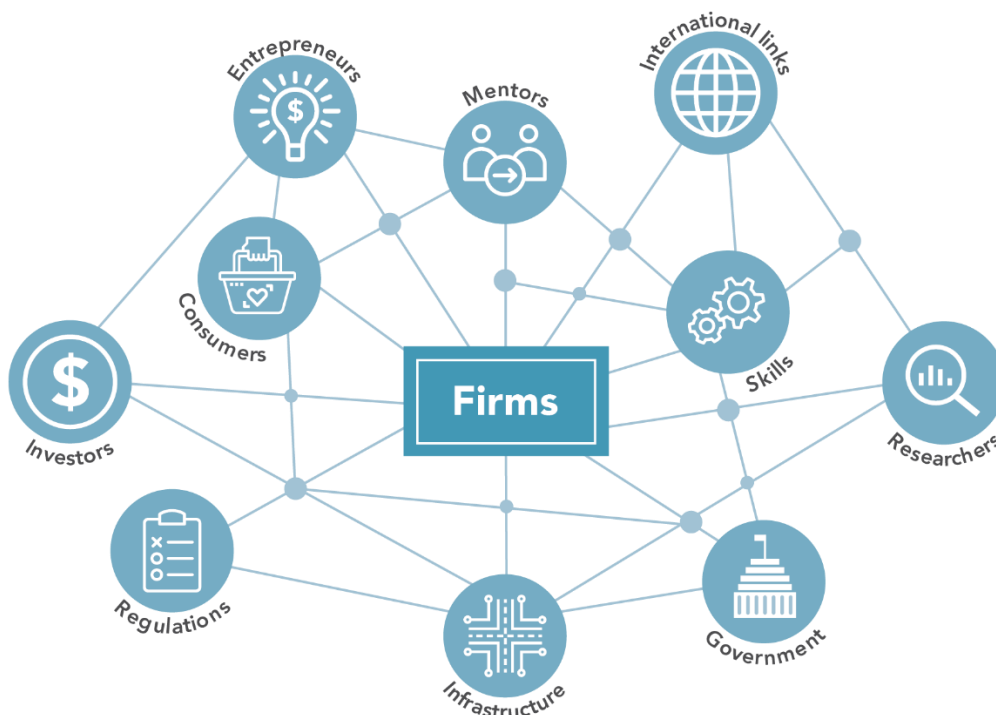 Entrepreneurs
Mentors
International links
Consumers
Skills
Firms
Investors
Researchers
Regulations
Infrastructure
Government
$
$